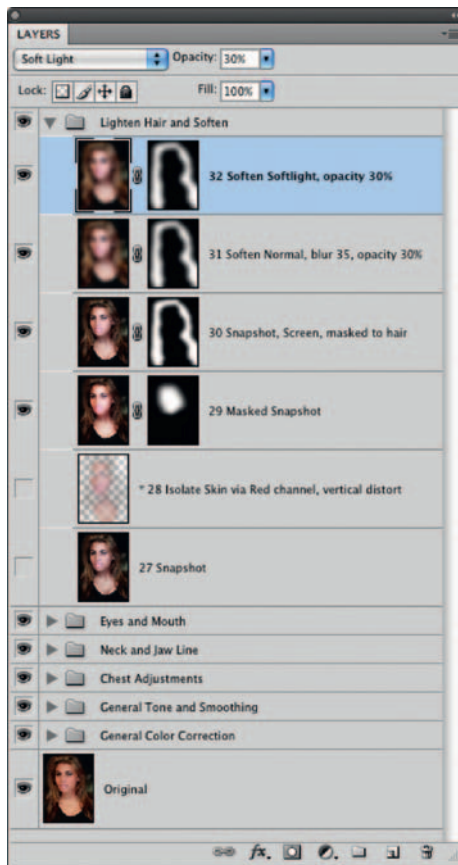 LAYERS
Soft Light Opacity: 30%
Lock: Fill: 100%
Lighten Hair and Soften
32 Soften Softlight, opacity 30%
31 Soften Normal, blur 35, opacity 30%
30 Snapshot, Screen, masked to hair
29 Masked Snapshot
* 28 Isolate Skin via Red channel, vertical distort
27 Snapshot
Eyes and Mouth
Neck and Jaw Line
Chest Adjustments
General Tone and Smoothing
General Color Correction
Original
fx.